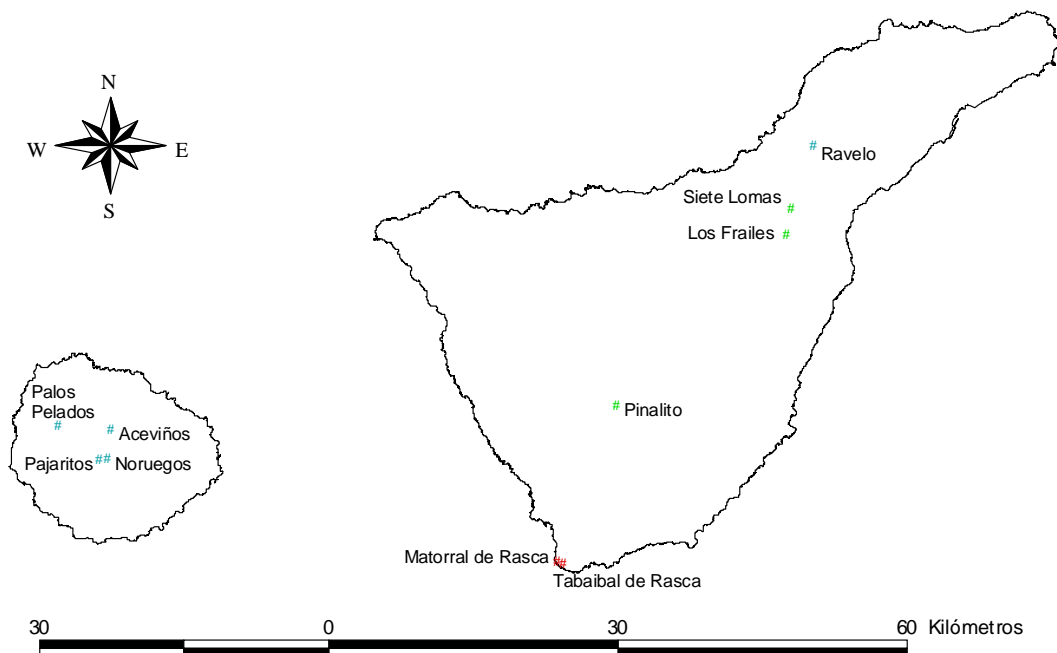 N
W
E
S
# Ravelo
Siete Lomas #
Los Frailes #
Palos
Pelados
#
# Aceviños
Pajaritos ## Noruegos
# Pinalito
Matorral de Rasca ##
Tabaibal de Rasca
30 0 30 60 Kilómetros